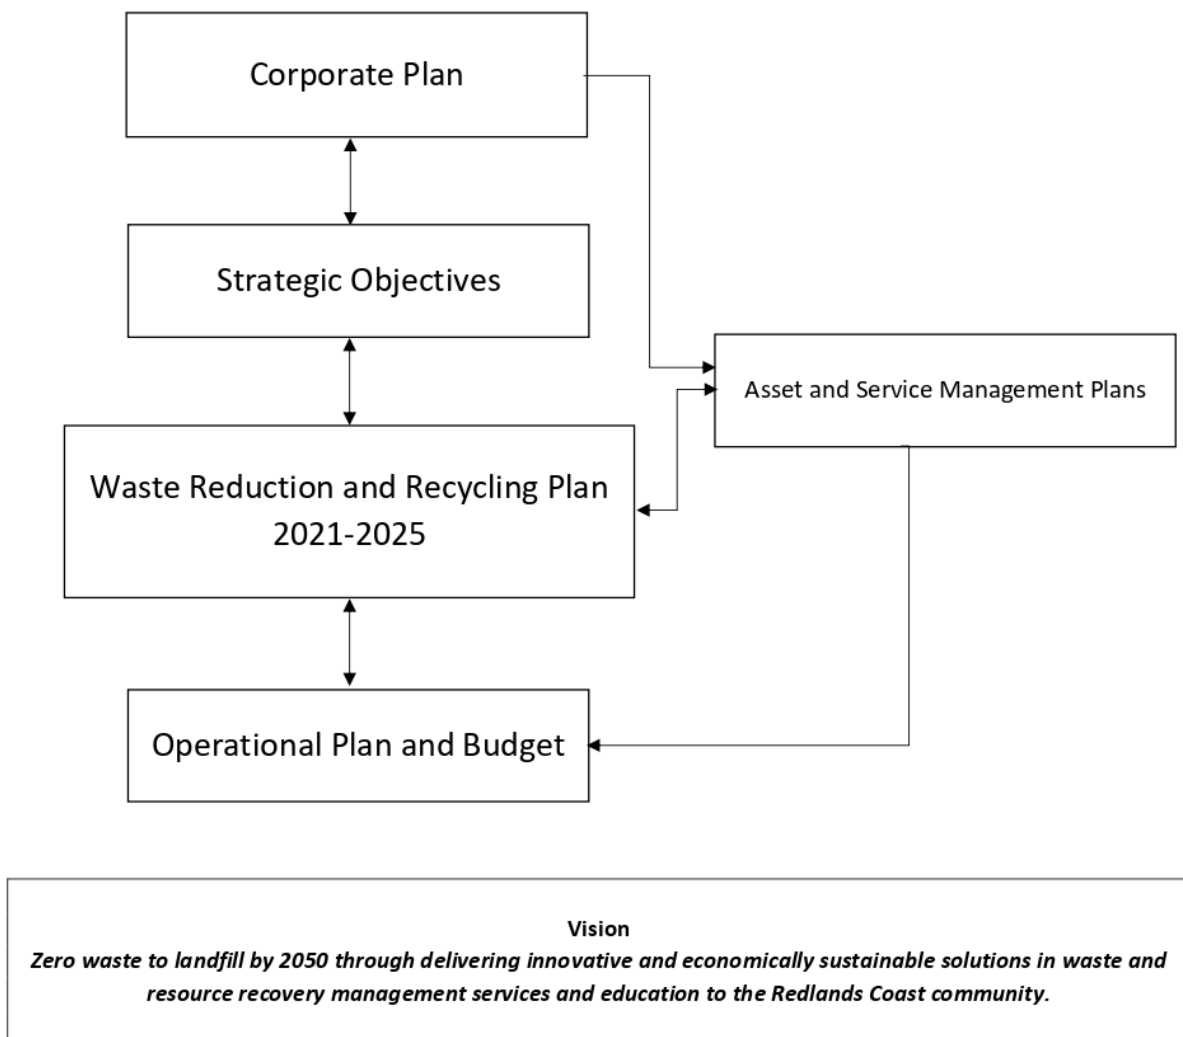 Corporate Plan
Strategic Objectives
Asset and Service Management Plans
Waste Reduction and Recycling Plan
2021-2025
Operational Plan and Budget
Vision
Zero waste to landfill by 2050 through delivering innovative and economically sustainable solutions in waste and
resource recovery management services and education to the Redlands Coast community.